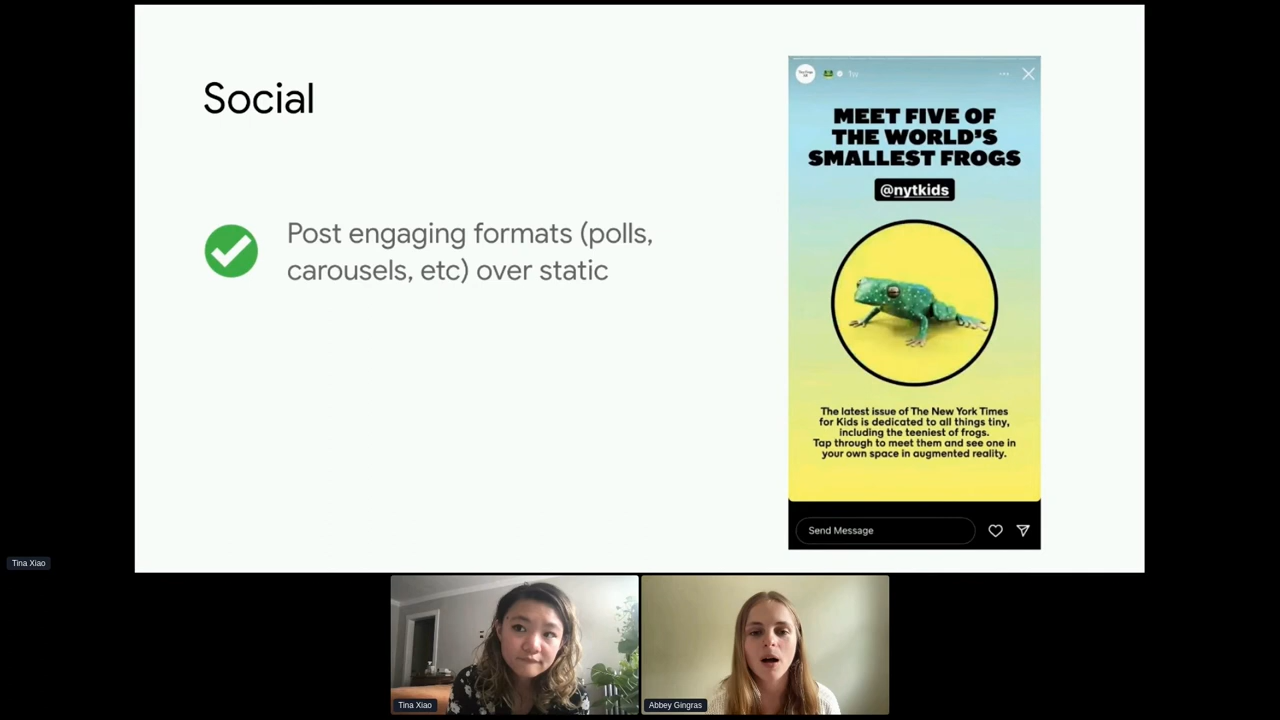 Social
Post engaging formats (polls,
carousels, etc) over static
MEET FIVE OF
THE WORLD'S
SMALLEST FROGS
@nytkids
The latest issue of The New York Times
for Kids is dedicated to all things tiny,
including the teeniest of frogs.
Tap through to meet them and see one in
your own space in augmented reality.
Send Message
Tina Xiao
Tina Xiao
Abbey Gingras